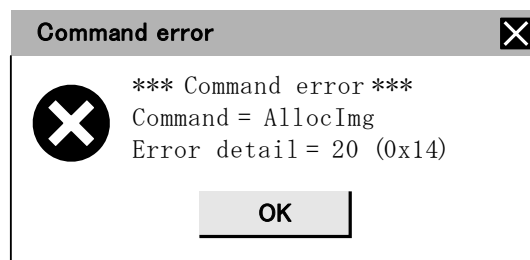 Command error
*** Command error ***
Command = AllocImg
Error detail = 20 (0x14)
OK